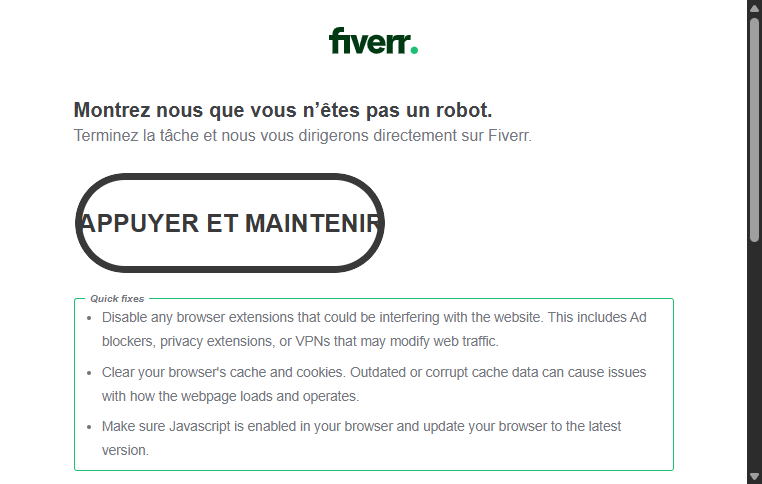 fiverr.
Montrez nous que vous n’êtes pas un robot.
Terminez la tâche et nous vous dirigerons directement sur Fiverr.
APPUYER ET MAINTENIR
Quick fixes
• Disable any browser extensions that could be interfering with the website. This includes Ad
blockers, privacy extensions, or VPNs that may modify web traffic.
• Clear your browser's cache and cookies. Outdated or corrupt cache data can cause issues
with how the webpage loads and operates.
• Make sure Javascript is enabled in your browser and update your browser to the latest
version.